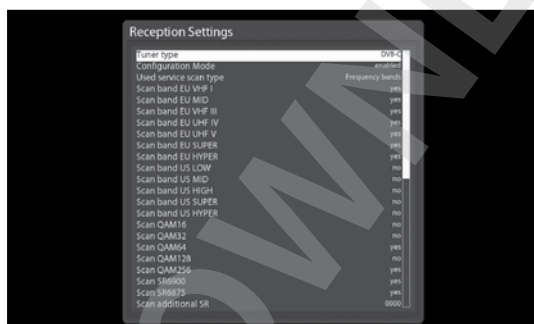 Reception Settings
Tuner type DVB-C
Configuration Mode enabled
Used service scan type Frequency bands
Scan band EU VHF I yes
Scan band EU MID yes
Scan band EU VHF III yes
Scan band EU UHF IV yes
Scan band EU UHF V yes
Scan band EU SUPER yes
Scan band EU HYPER yes
Scan band US LOW no
Scan band US MID no
Scan band US HIGH no
Scan band US SUPER no
Scan band US HYPER no
Scan QAM16 no
Scan QAM32 no
Scan QAM64 yes
Scan QAM128 no
Scan QAM256 yes
Scan SR6900 yes
Scan SR6875 yes
Scan additional SR 0000